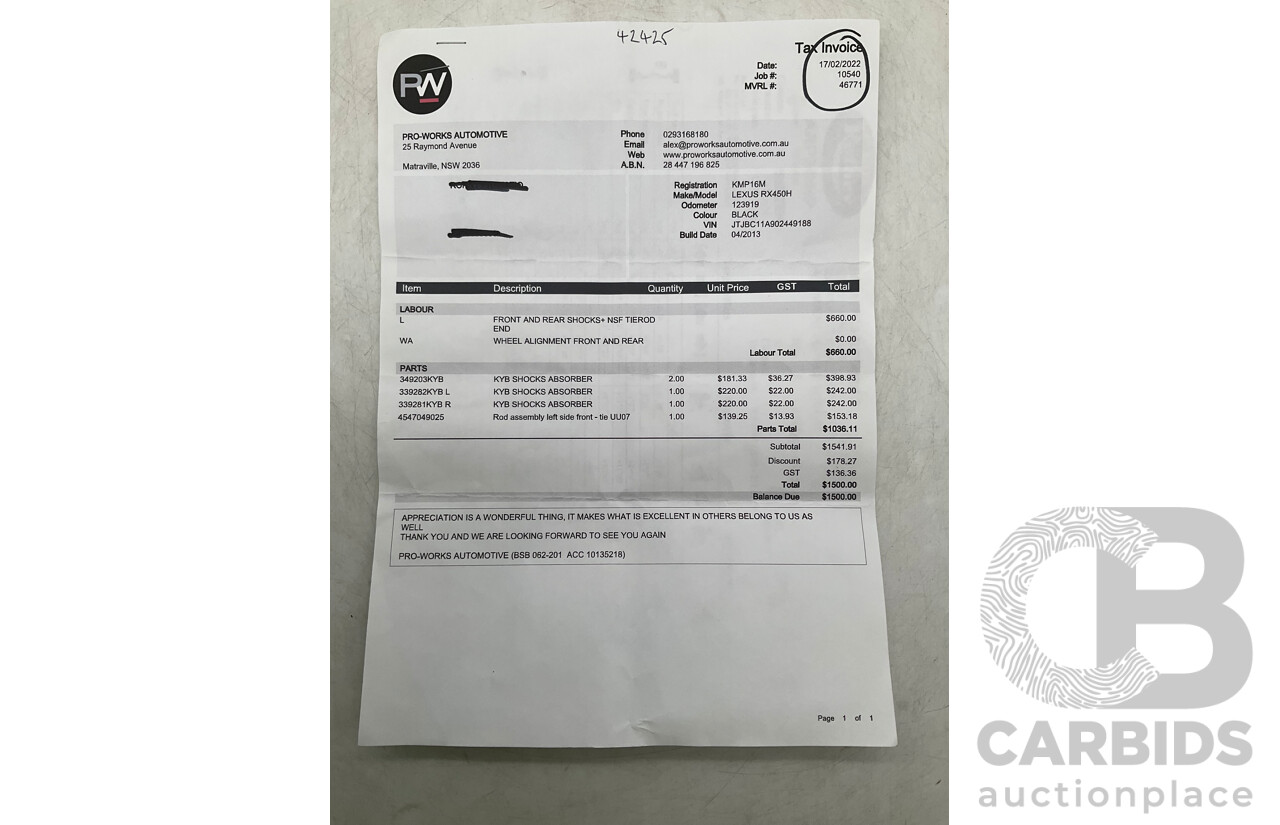 42425
Tax Invoice
Date: 17/02/2022
Job #: 10540
MVRL #: 46771
PW
PRO-WORKS AUTOMOTIVE
25 Raymond Avenue
Matraville, NSW 2036
Phone 0293168180
Email alex@proworksautomotive.com.au
Web www.proworksautomotive.com.au
A.B.N. 28 447 196 825
Registration KMP16M
Make/Model LEXUS RX450H
Odometer 123919
Colour BLACK
VIN JTJBC11A902449188
Build Date 04/2013
Item Description Quantity Unit Price GST Total
LABOUR
L FRONT AND REAR SHOCKS+ NSF TIEROD $660.00
END
WA WHEEL ALIGNMENT FRONT AND REAR $0.00
Labour Total $660.00
PARTS
349203KYB KYB SHOCKS ABSORBER 2.00 $181.33 $36.27 $398.93
339282KYB L KYB SHOCKS ABSORBER 1.00 $220.00 $22.00 $242.00
339281KYB R KYB SHOCKS ABSORBER 1.00 $220.00 $22.00 $242.00
4547049025 Rod assembly left side front - tie UU07 1.00 $139.25 $13.93 $153.18
Parts Total $1036.11
Subtotal $1541.91
Discount $178.27
GST $136.36
Total $1500.00
Balance Due $1500.00
APPRECIATION IS A WONDERFUL THING, IT MAKES WHAT IS EXCELLENT IN OTHERS BELONG TO US AS
WELL
THANK YOU AND WE ARE LOOKING FORWARD TO SEE YOU AGAIN
PRO-WORKS AUTOMOTIVE (BSB 062-201 ACC 10135218)
Page 1 of 1
CB
CARBIDS
auctionplace